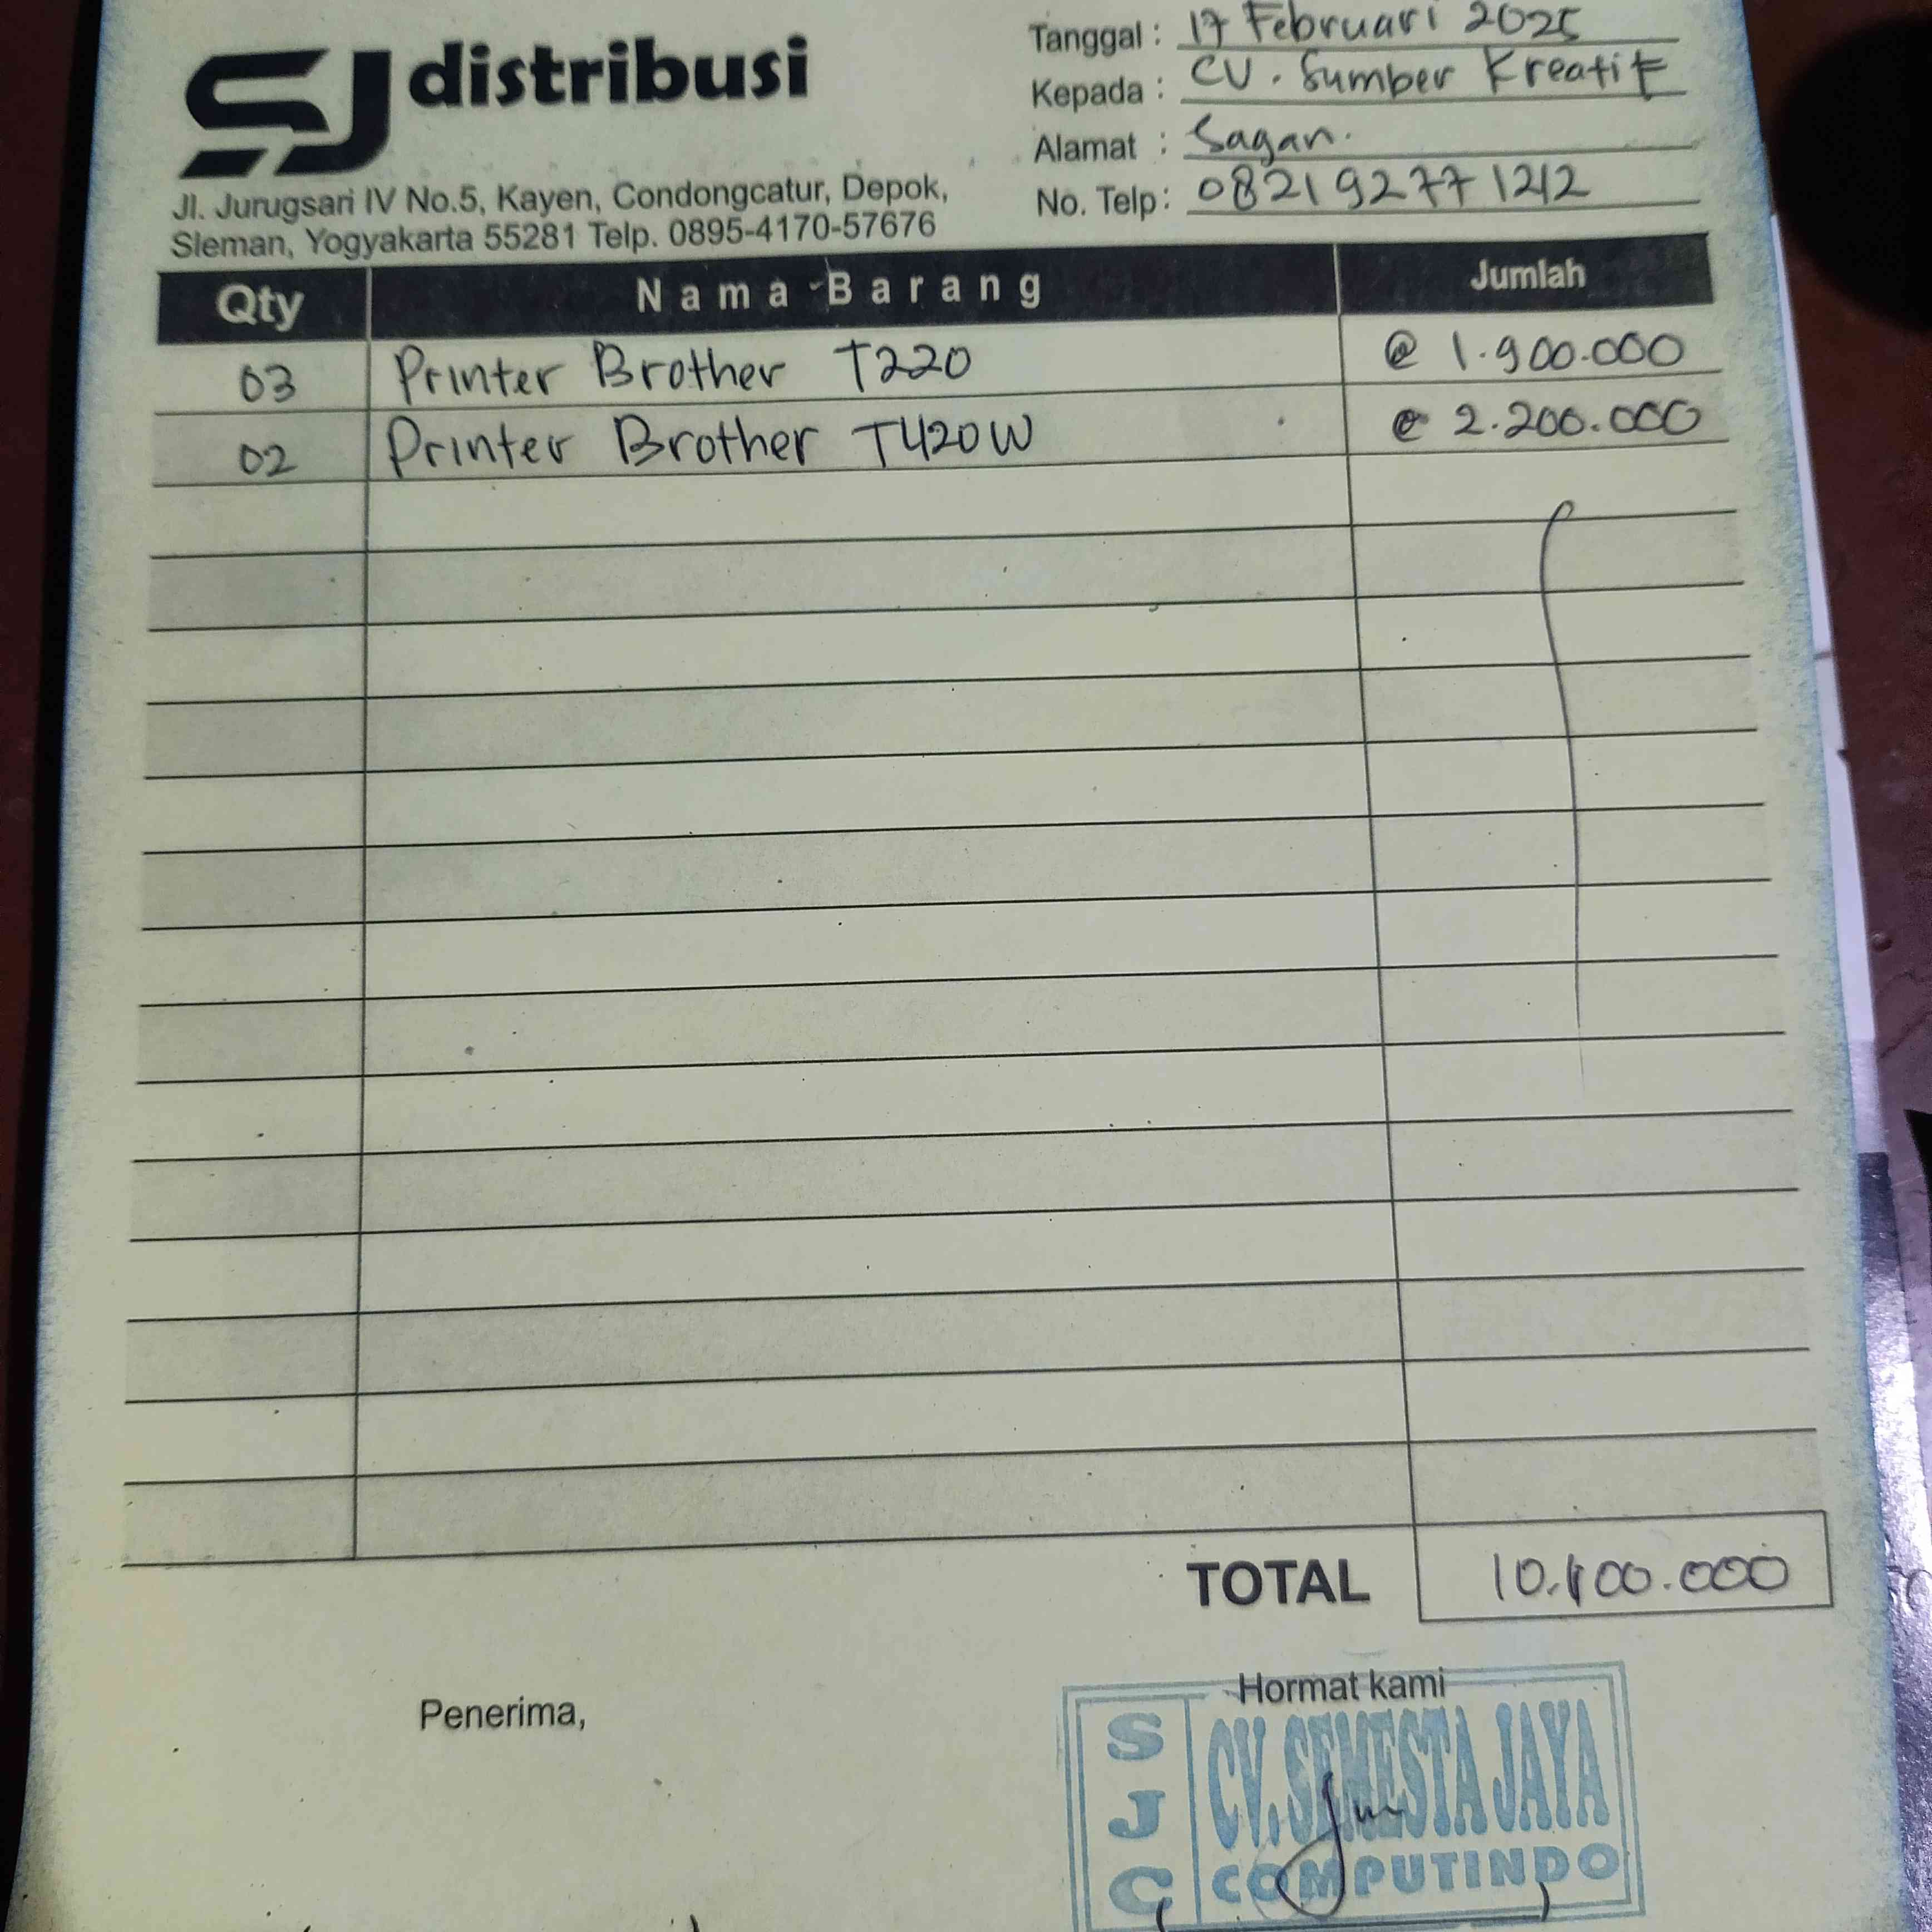 SJ distribusi
Jl. Jurugsari IV No.5, Kayen, Condongcatur, Depok,
Sleman, Yogyakarta 55281 Telp. 0895-4170-57676
Tanggal : 17 Februari 2025
Kepada : CV. Sumber Kreatif
Alamat : Sagan.
No. Telp: 082192771212
Qty Nama Barang Jumlah
03 Printer Brother T220 @ 1.900.000
02 Printer Brother T420W @ 2.200.000
TOTAL 10.100.000
Penerima,
Hormat kami
SJC
CV. SEMESTA JAYA
COMPUTINDO